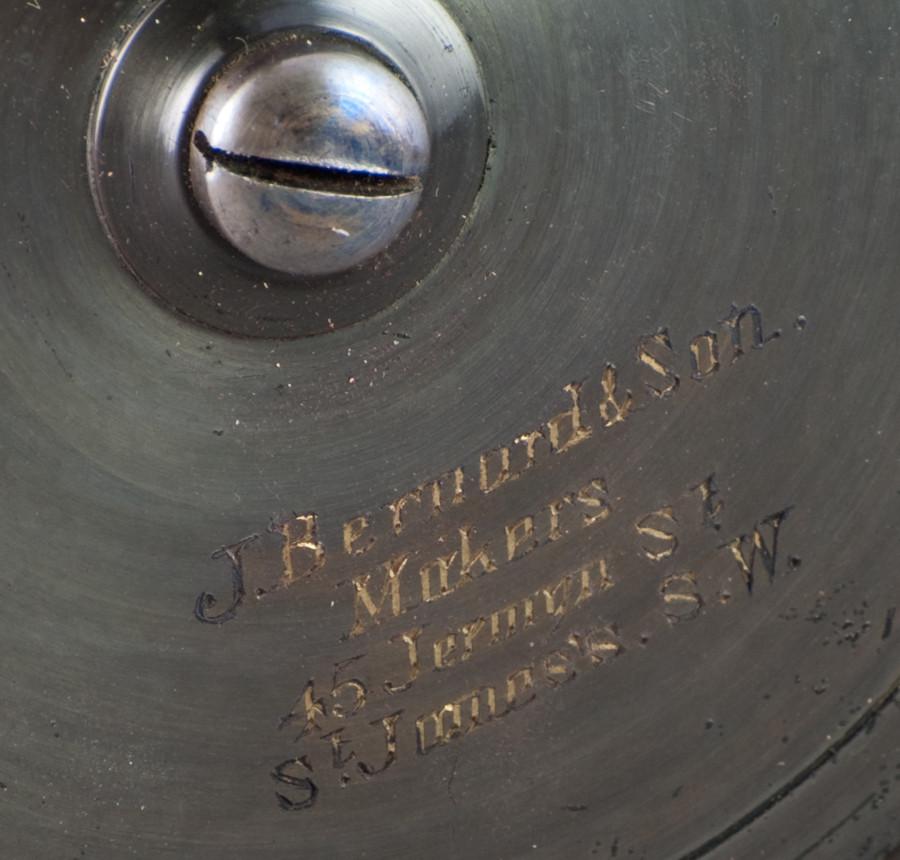 J. Bernard & Son.
Makers
45 Jermyn St
St. James's. S.W.